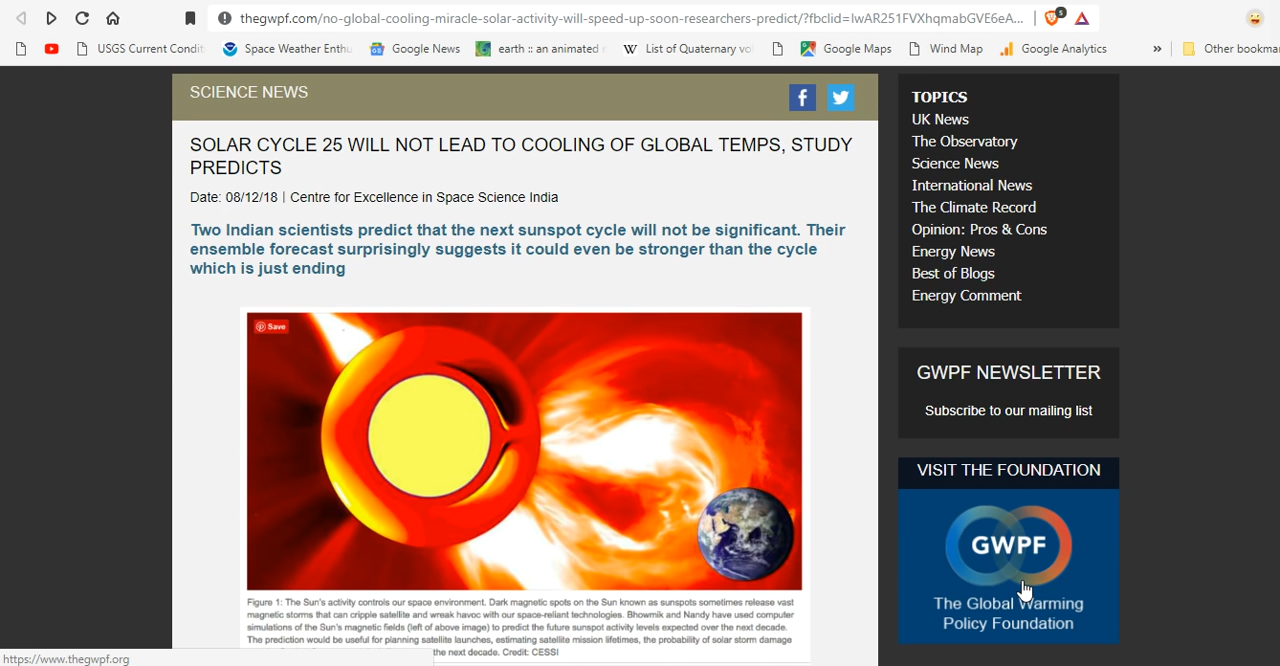 thegwpf.com/no-global-cooling-miracle-solar-activity-will-speed-up-soon-researchers-predict/?fbclid=IwAR251FVXhqmabGVE6eA... 5
USGS Current Condit Space Weather Enthu Google News earth :: an animated List of Quaternary vo Google Maps Wind Map Google Analytics » Other bookmar
SCIENCE NEWS
SOLAR CYCLE 25 WILL NOT LEAD TO COOLING OF GLOBAL TEMPS, STUDY
PREDICTS
Date: 08/12/18 | Centre for Excellence in Space Science India
Two Indian scientists predict that the next sunspot cycle will not be significant. Their
ensemble forecast surprisingly suggests it could even be stronger than the cycle
which is just ending
Save
Figure 1: The Sun's activity controls our space environment. Dark magnetic spots on the Sun known as sunspots sometimes release vast
magnetic storms that can cripple satellite and wreak havoc with our space-reliant technologies. Bhowmik and Nandy have used computer
simulations of the Sun's magnetic fields (left of above image) to predict the future sunspot activity levels expected over the next decade.
The prediction would be useful for planning satellite launches, estimating satellite mission lifetimes, the probability of solar storm damage
the next decade. Credit: CESSI
TOPICS
UK News
The Observatory
Science News
International News
The Climate Record
Opinion: Pros & Cons
Energy News
Best of Blogs
Energy Comment
GWPF NEWSLETTER
Subscribe to our mailing list
VISIT THE FOUNDATION
GWPF
The Global Warming
Policy Foundation
https://www.thegwpf.org